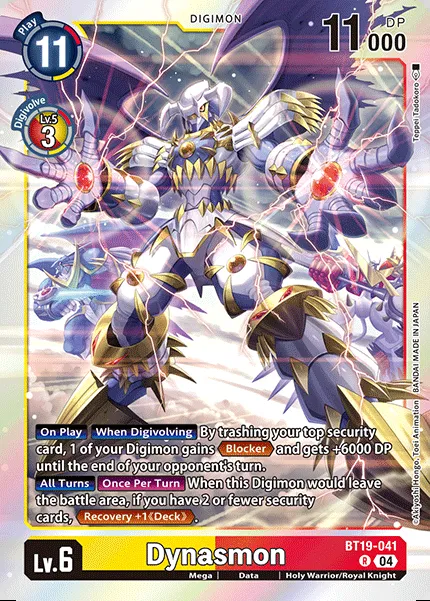 DIGIMON
Play
11
11000
DP
Digivolve
Lv.5
3
Teppei Tadokoro
©Akiyoshi Hongo, Toei Animation BANDAI MADE IN JAPAN
On Play When Digivolving By trashing your top security
card, 1 of your Digimon gains Blocker and gets +6000 DP
until the end of your opponent's turn.
All Turns Once Per Turn When this Digimon would leave
the battle area, if you have 2 or fewer security
cards, Recovery +1《Deck》.
Lv.6
Dynasmon
BT19-041
R 04
Mega | Data | Holy Warrior/Royal Knight